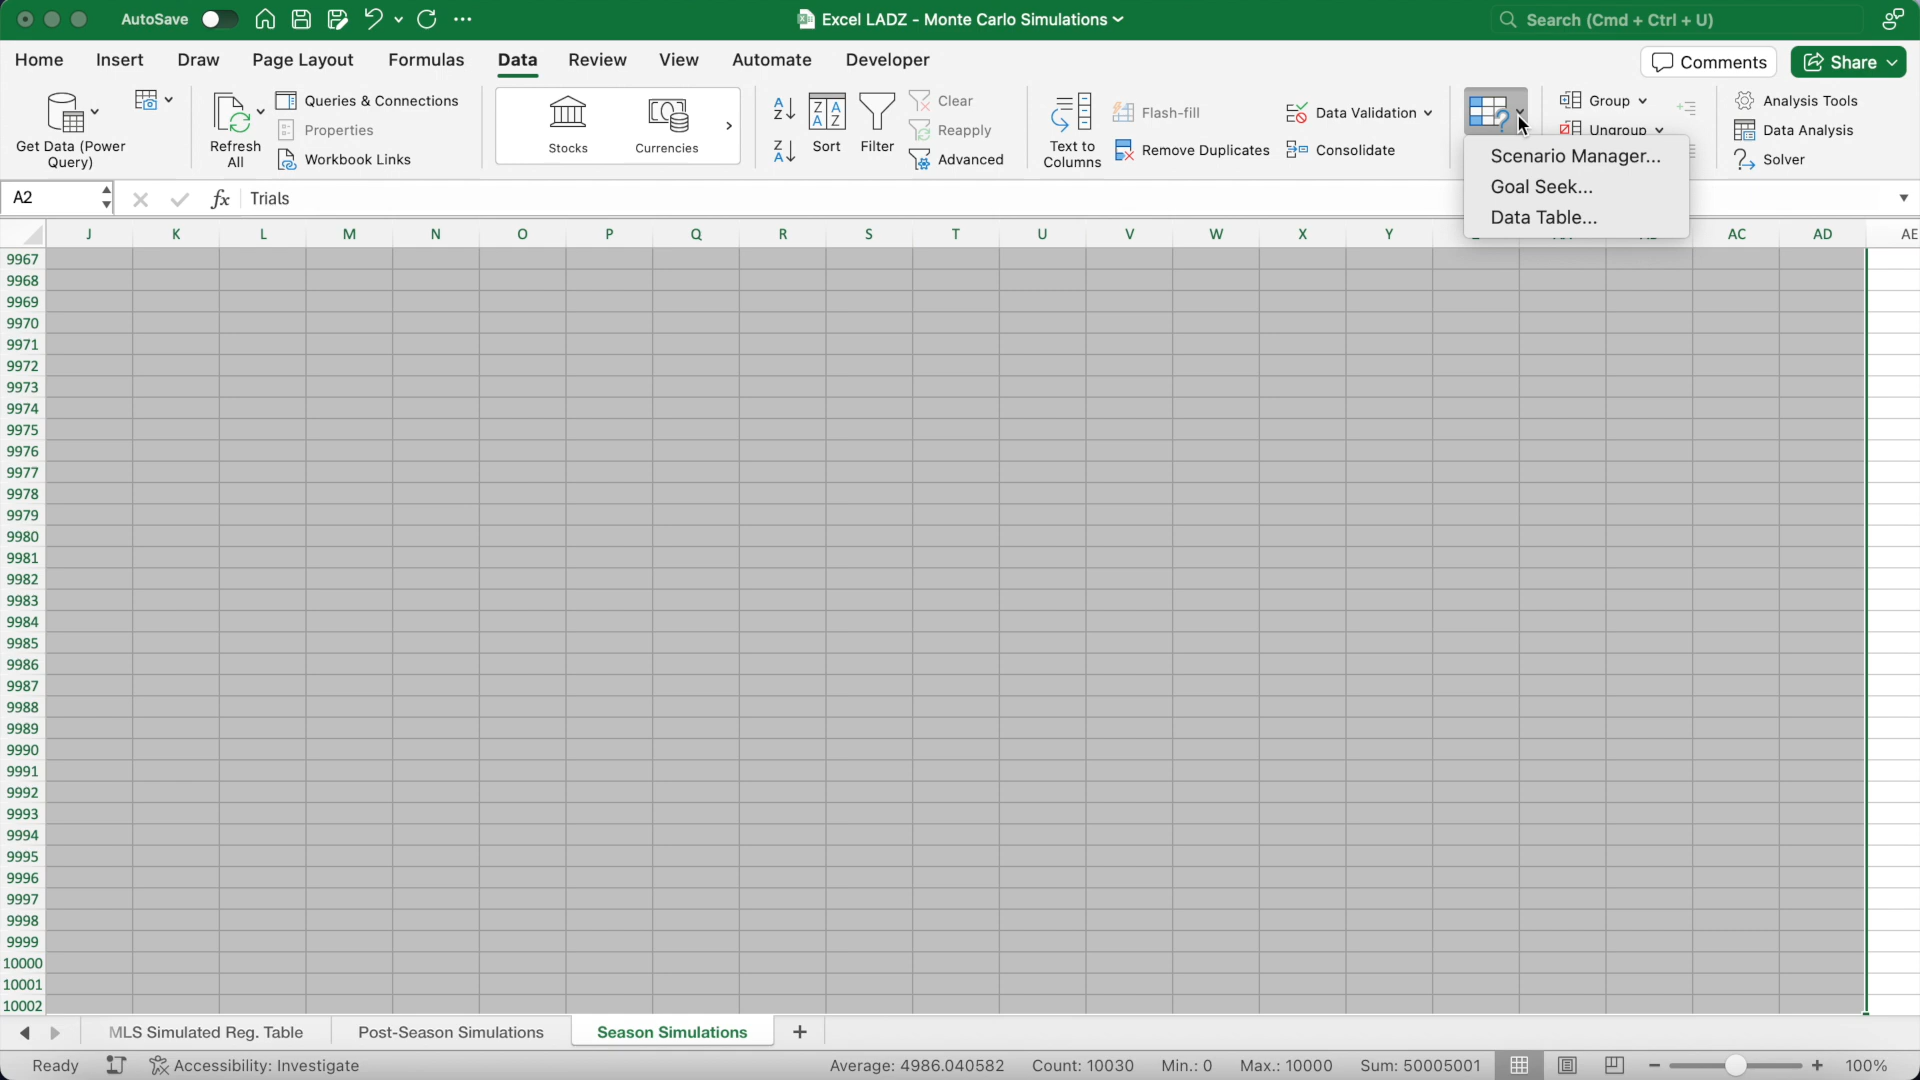 AutoSave
Excel LADZ - Monte Carlo Simulations
Search (Cmd + Ctrl + U)
Home Insert Draw Page Layout Formulas Data Review View Automate Developer
Comments Share
Get Data (Power Query)
Refresh All
Queries & Connections
Properties
Workbook Links
Stocks Currencies
Sort Filter
Clear
Reapply
Advanced
Text to Columns
Flash-fill
Remove Duplicates
Data Validation
Consolidate
Group
Ungroup
Analysis Tools
Data Analysis
Solver
Scenario Manager...
Goal Seek...
Data Table...
A2 fx Trials
J K L M N O P Q R S T U V W X Y AC AD AE
9967
9968
9969
9970
9971
9972
9973
9974
9975
9976
9977
9978
9979
9980
9981
9982
9983
9984
9985
9986
9987
9988
9989
9990
9991
9992
9993
9994
9995
9996
9997
9998
9999
10000
10001
10002
MLS Simulated Reg. Table Post-Season Simulations Season Simulations
Ready Accessibility: Investigate Average: 4986.040582 Count: 10030 Min.: 0 Max.: 10000 Sum: 50005001 100%